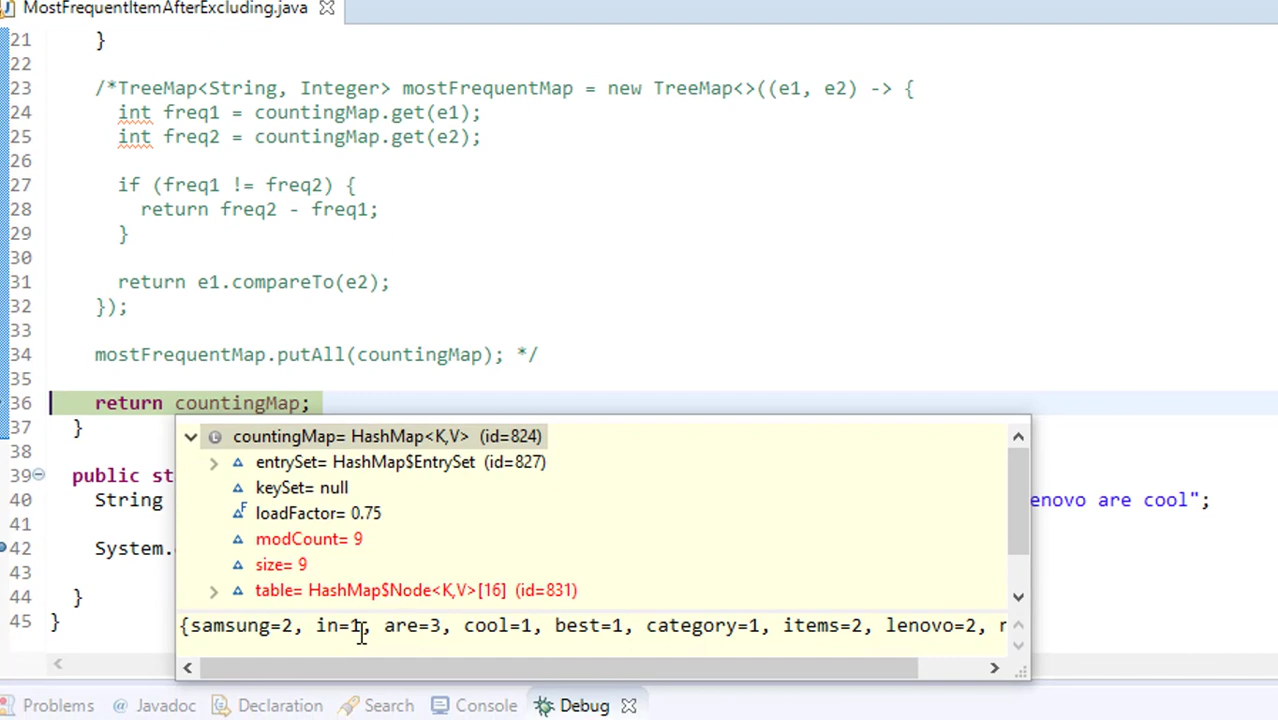 MostFrequentItemAfterExcluding.java
21 }
22
23 /*TreeMap<String, Integer> mostFrequentMap = new TreeMap<>((e1, e2) -> {
24 int freq1 = countingMap.get(e1);
25 int freq2 = countingMap.get(e2);
26
27 if (freq1 != freq2) {
28 return freq2 - freq1;
29 }
30
31 return e1.compareTo(e2);
32 });
33
34 mostFrequentMap.putAll(countingMap); */
35
36 return countingMap;
37 }
38
countingMap= HashMap<K,V> (id=824)
entrySet= HashMap$EntrySet (id=827)
keySet= null
loadFactor= 0.75
modCount= 9
size= 9
table= HashMap$Node<K,V>[16] (id=831)
{samsung=2, in=1, are=3, cool=1, best=1, category=1, items=2, lenovo=2,
39 public st
40 String enovo are cool";
41
42 System.
43
44 }
45 }
Problems @ Javadoc Declaration Search Console Debug